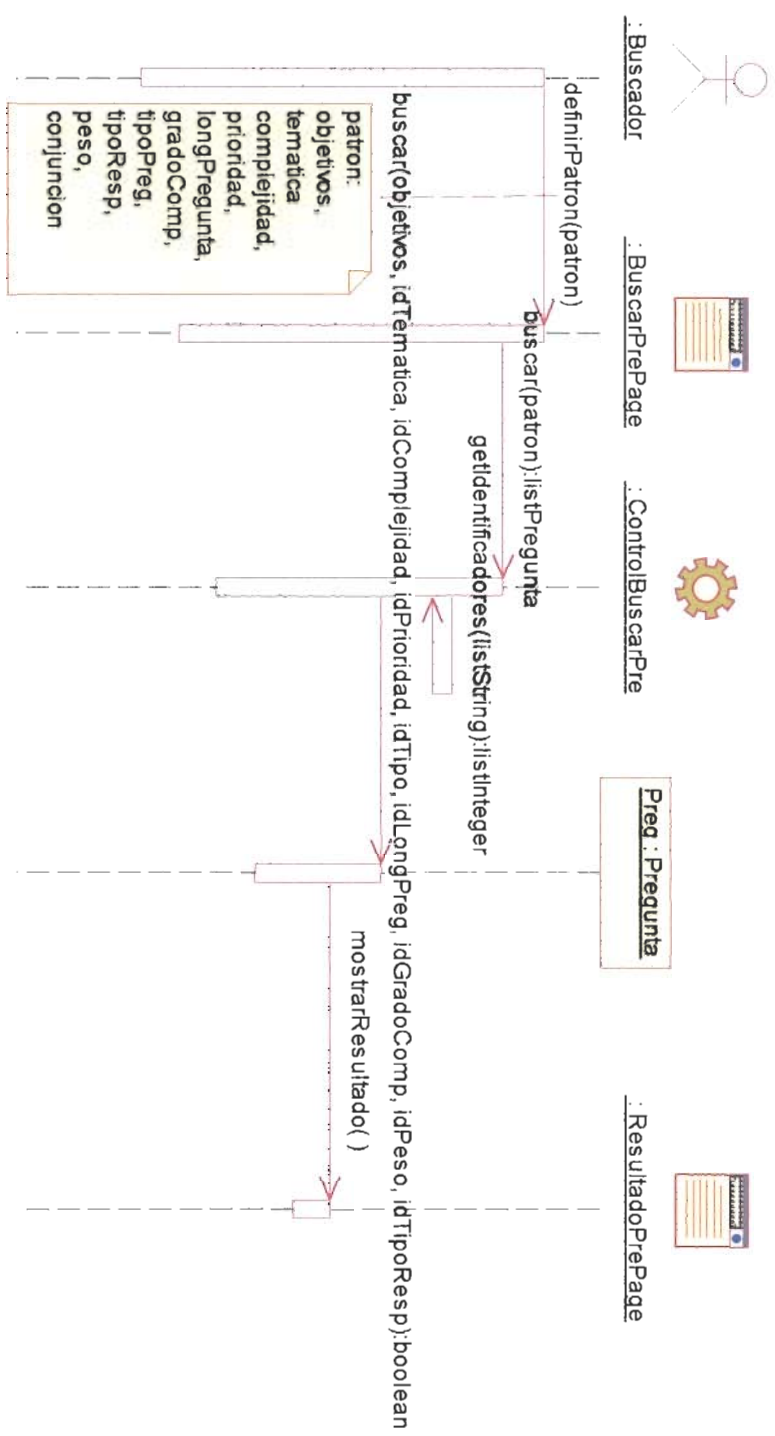 : Buscador
: BuscarPrePage
: ControlBuscarPre
Preg : Pregunta
: ResultadoPrePage
definirPatron(patron)
buscar(patron):listPregunta
getIdentificadores(listString):listInteger
buscar(objetivos, idTematica, idComplejidad, idPrioridad, idTipo, idLongPreg, idGradoComp, idPeso, idTipoResp):boolean
mostrarResultado( )
patron:
objetivos,
tematica
complejidad,
prioridad,
longPregunta,
gradoComp,
tipoPreg,
tipoResp,
peso,
conjuncion